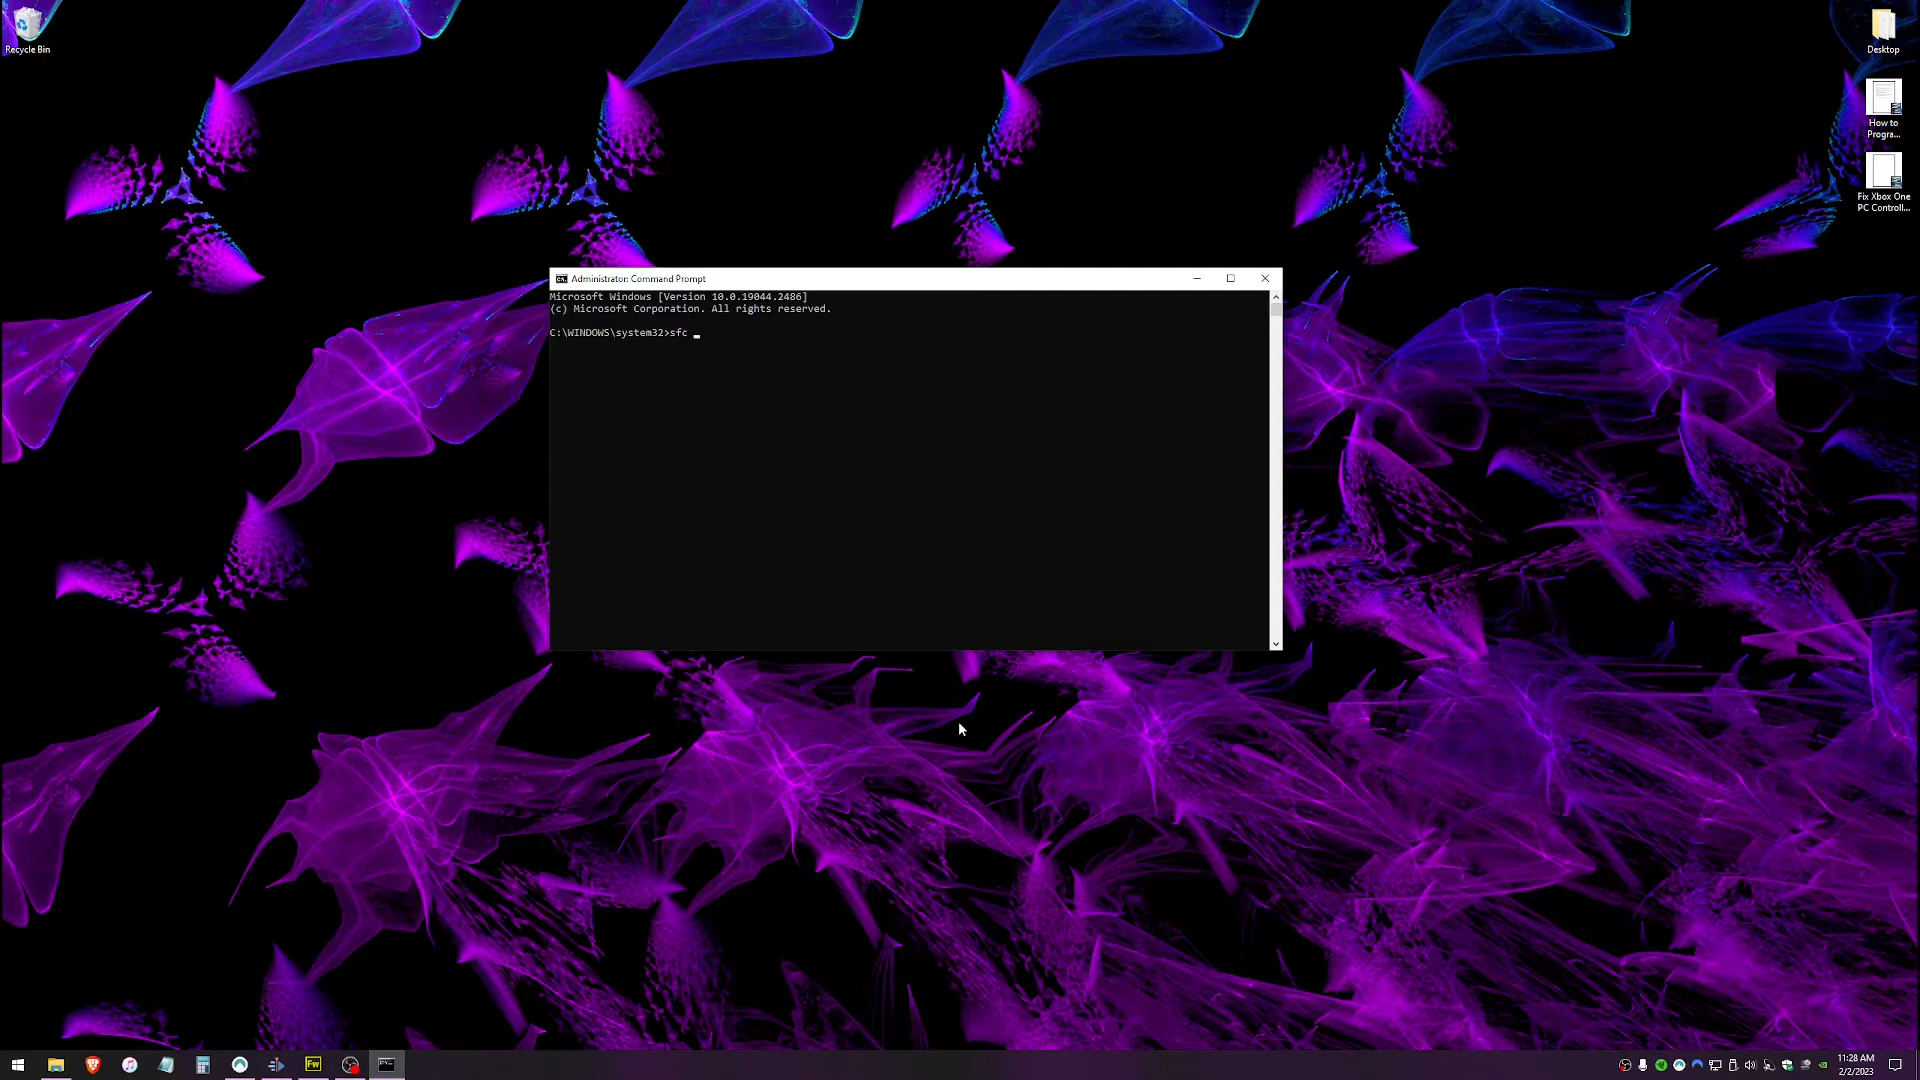 Recycle Bin
Desktop
How to
Progra...
Fix Xbox One
PC Controll...
Administrator: Command Prompt
Microsoft Windows [Version 10.0.19044.2486]
(c) Microsoft Corporation. All rights reserved.
C:\WINDOWS\system32>sfc
Fw
11:28 AM
2/2/2023